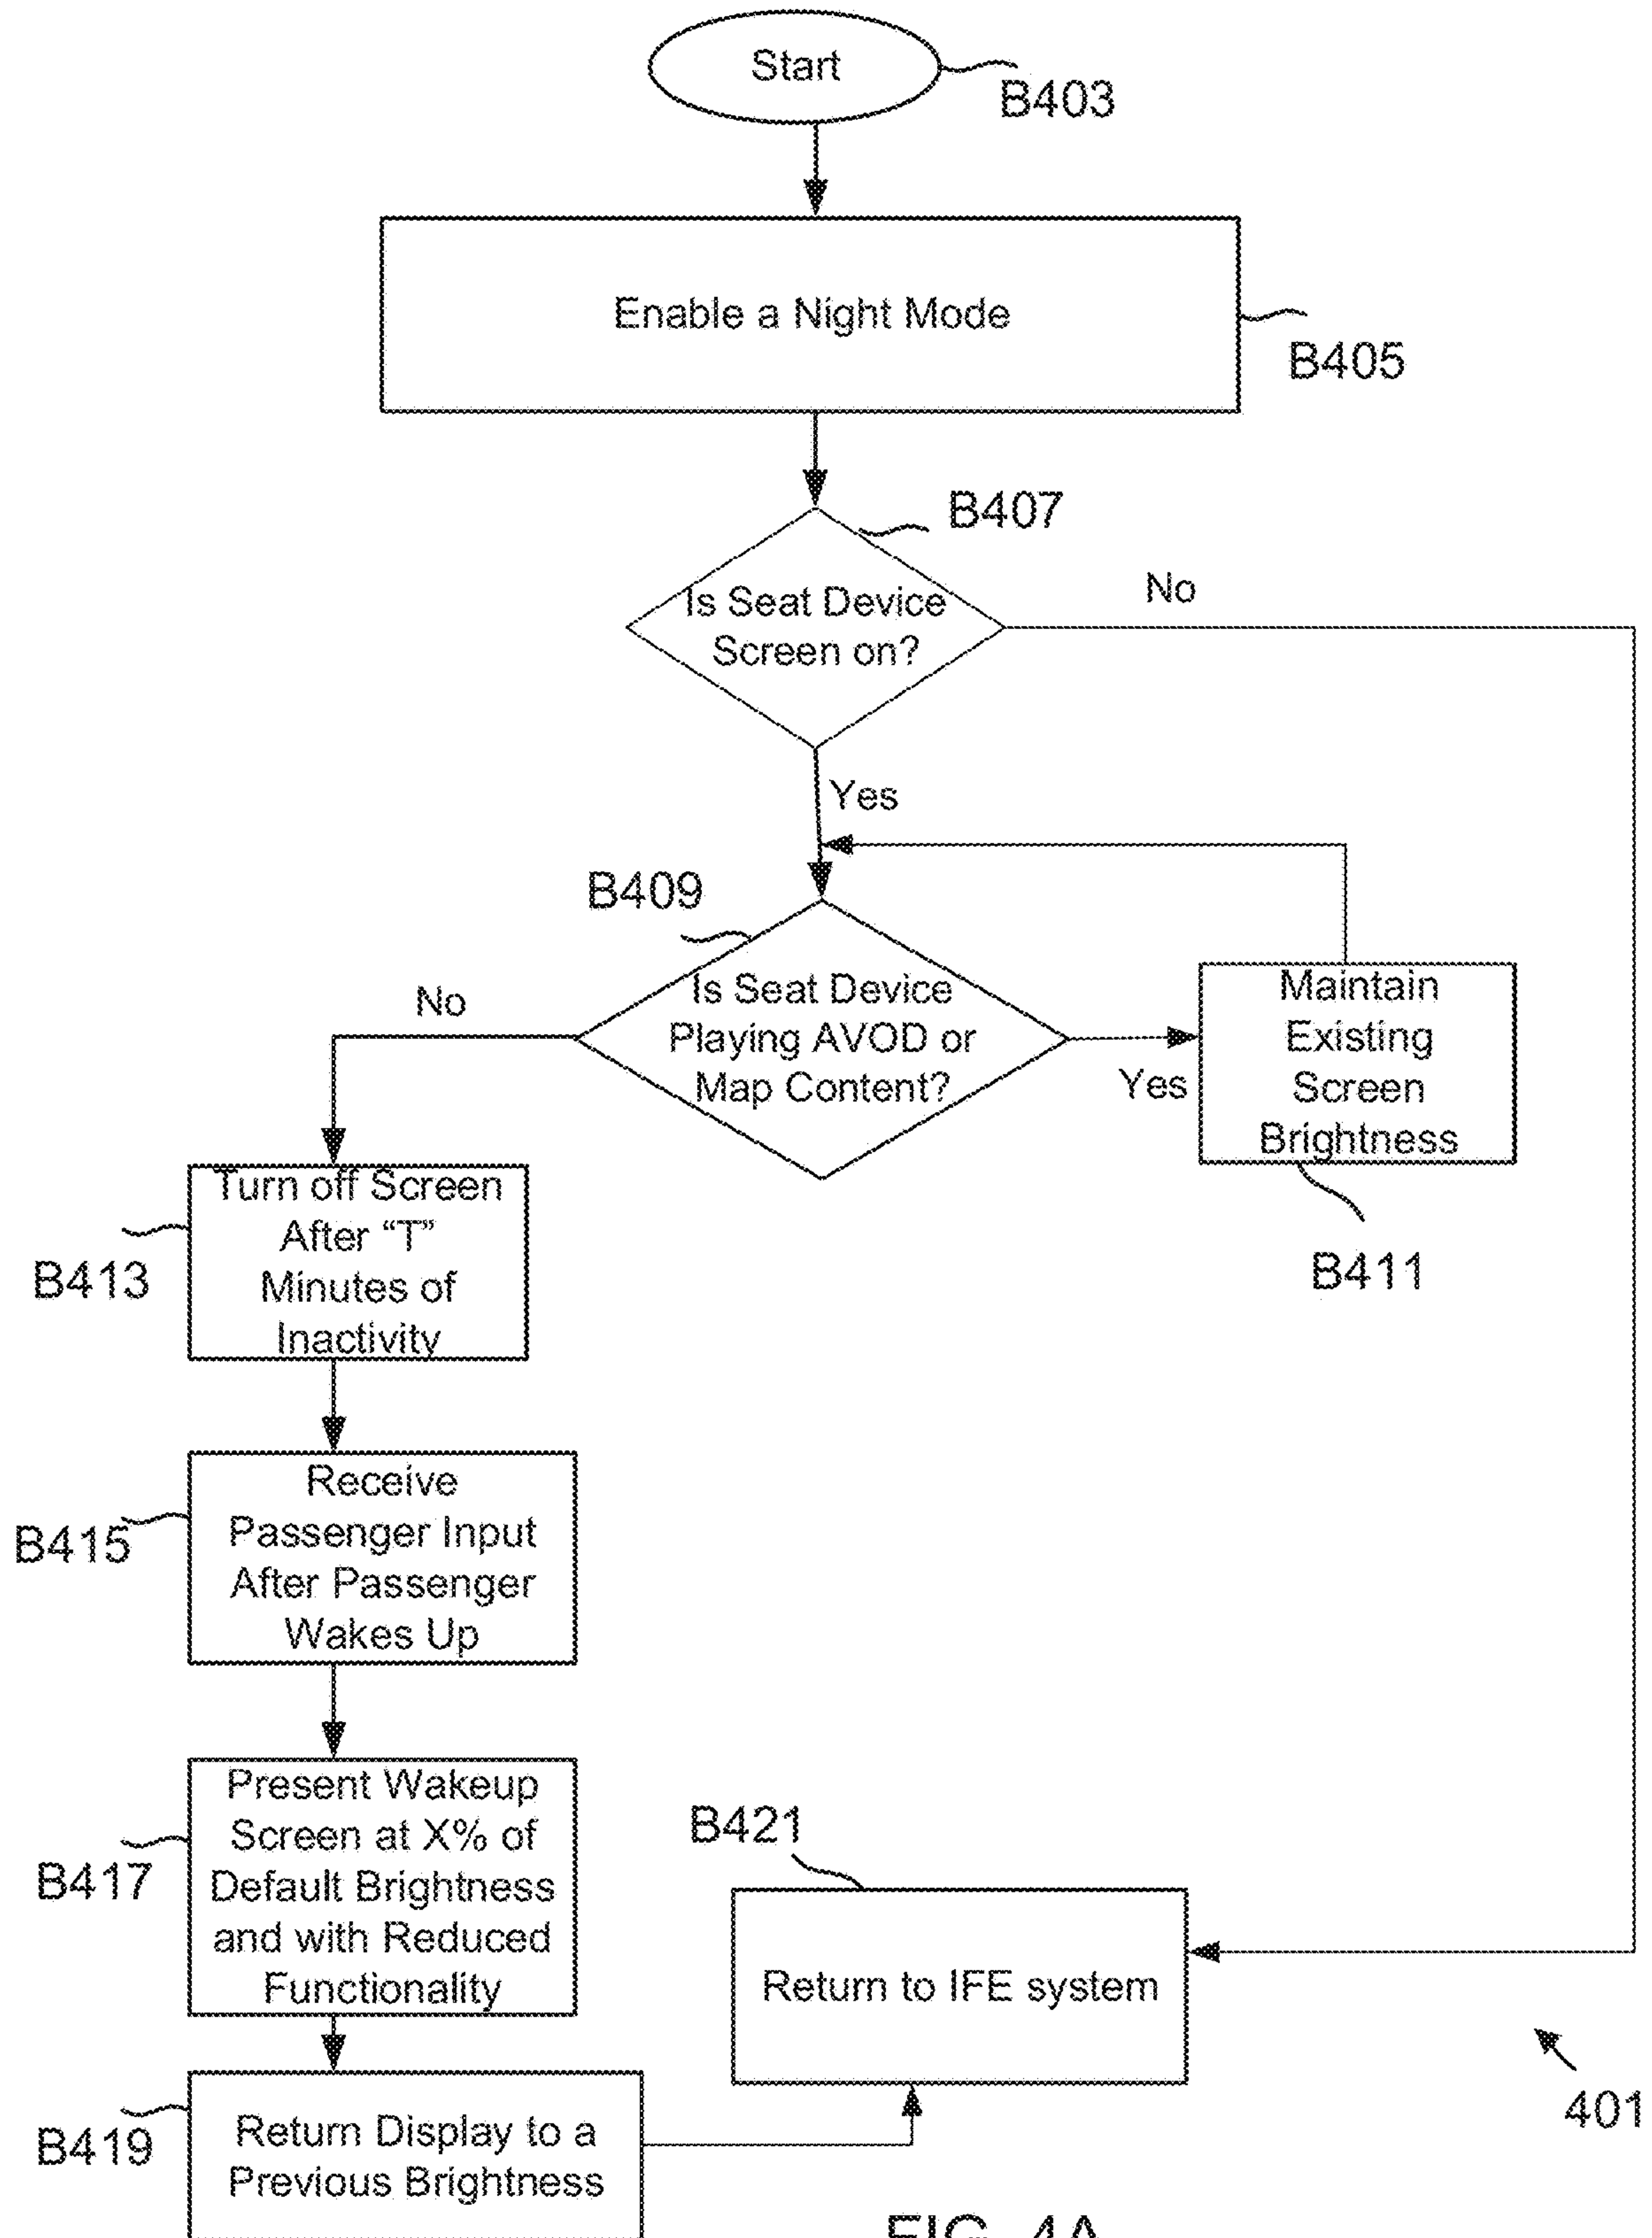 Start
B403
Enable a Night Mode
B405
B407
Is Seat Device
Screen on?
No
Yes
B409
Is Seat Device
Playing AVOD or
Map Content?
No
Yes
Maintain
Existing
Screen
Brightness
B411
Turn off Screen
After “T”
Minutes of
Inactivity
B413
Receive
Passenger Input
After Passenger
Wakes Up
B415
Present Wakeup
Screen at X% of
Default Brightness
and with Reduced
Functionality
B417
B421
Return to IFE system
401
Return Display to a
Previous Brightness
B419
FIG. 4A